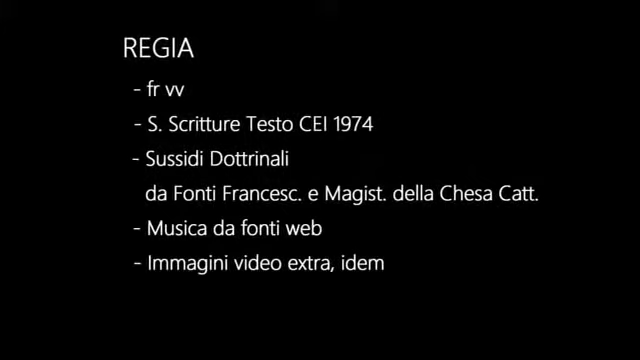 REGIA
- fr vv
- S. Scritture Testo CEI 1974
- Sussidi Dottrinali
da Fonti Francesc. e Magist. della Chesa Catt.
- Musica da fonti web
- Immagini video extra, idem